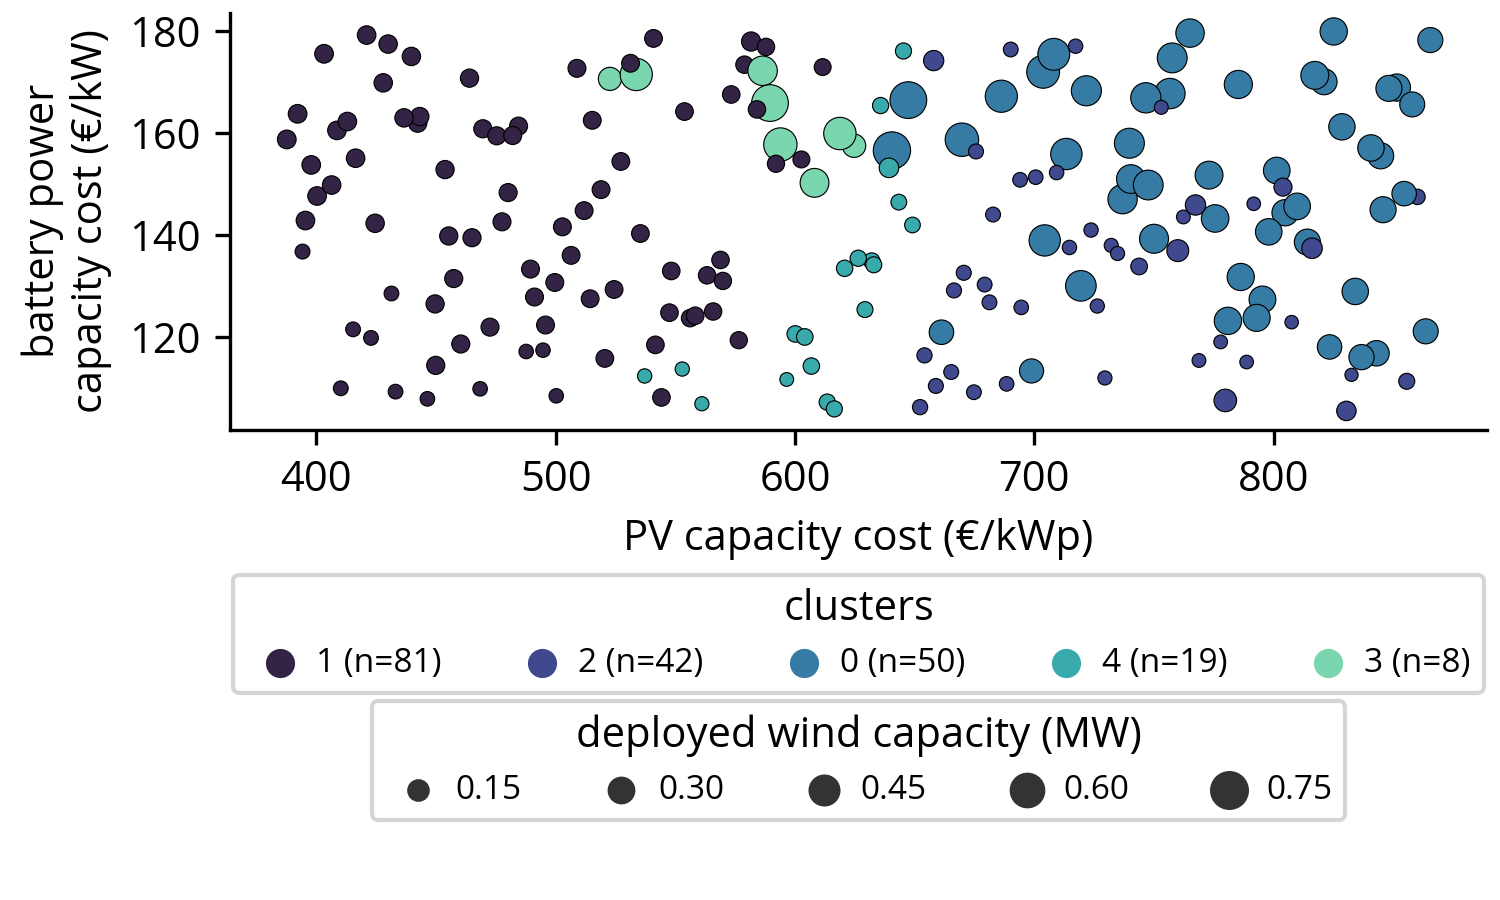 battery power
capacity cost (€/kW)
180
160
140
120
400 500 600 700 800
PV capacity cost (€/kWp)
clusters
1 (n=81) 2 (n=42) 0 (n=50) 4 (n=19) 3 (n=8)
deployed wind capacity (MW)
0.15 0.30 0.45 0.60 0.75